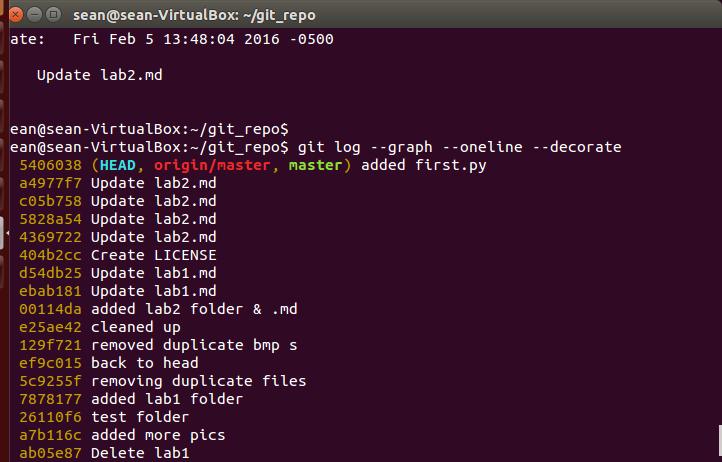 sean@sean-VirtualBox: ~/git_repo
ate:   Fri Feb 5 13:48:04 2016 -0500
Update lab2.md
ean@sean-VirtualBox:~/git_repo$
ean@sean-VirtualBox:~/git_repo$ git log --graph --oneline --decorate
5406038 (HEAD, origin/master, master) added first.py
a4977f7 Update lab2.md
c05b758 Update lab2.md
5828a54 Update lab2.md
4369722 Update lab2.md
404b2cc Create LICENSE
d54db25 Update lab1.md
ebab181 Update lab1.md
00114da added lab2 folder & .md
e25ae42 cleaned up
129f721 removed duplicate bmp s
ef9c015 back to head
5c9255f removing duplicate files
7878177 added lab1 folder
26110f6 test folder
a7b116c added more pics
ab05e87 Delete lab1